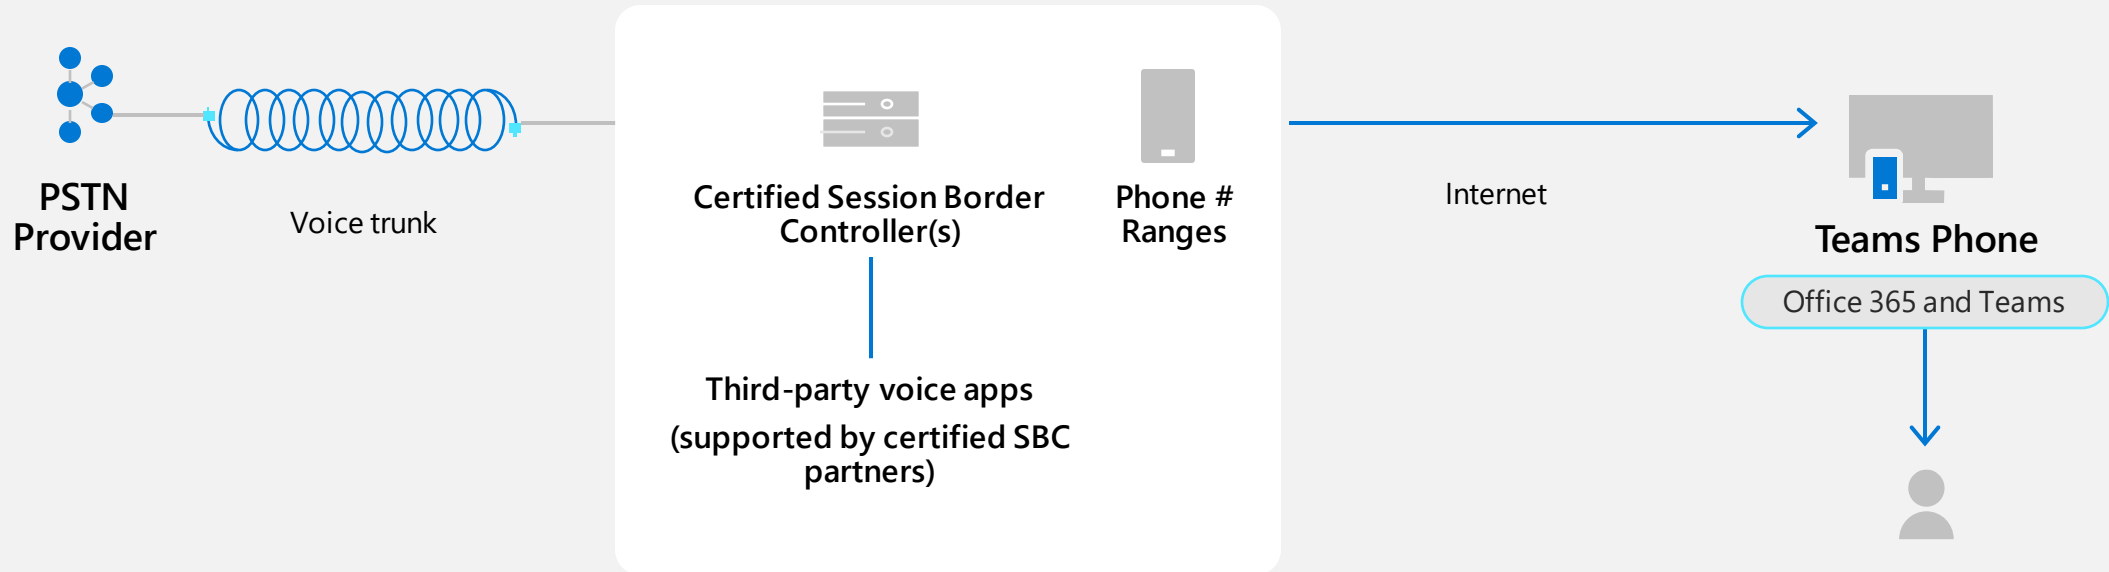 PSTN
Provider
Voice trunk
Certified Session Border
Controller(s)
Phone #
Ranges
Third-party voice apps
(supported by certified SBC
partners)
Internet
Teams Phone
Office 365 and Teams